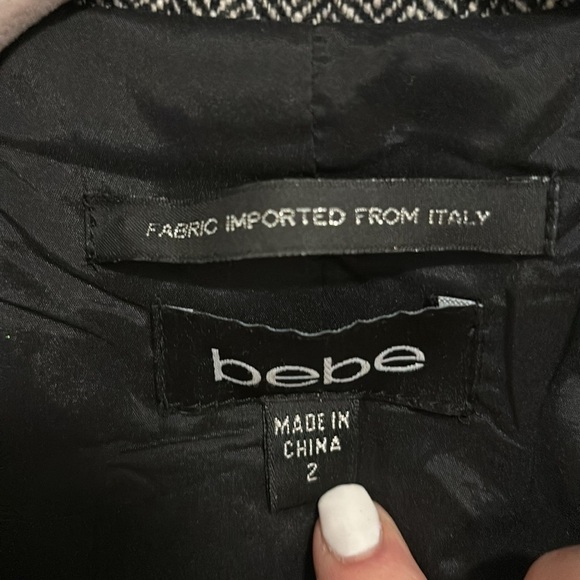 FABRIC IMPORTED FROM ITALY
bebe
MADE IN
CHINA
2